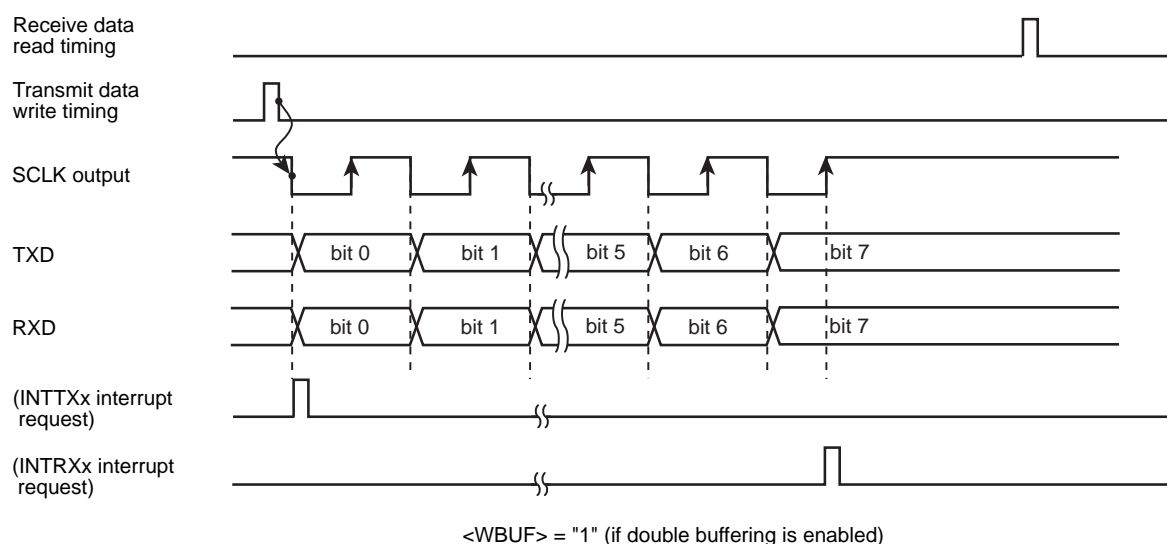 Receive data
read timing
Transmit data
write timing
SCLK output
TXD
bit 0
bit 1
bit 5
bit 6
bit 7
RXD
bit 0
bit 1
bit 5
bit 6
bit 7
(INTTXx interrupt
request)
(INTRXx interrupt
request)
<WBUF> = "1" (if double buffering is enabled)